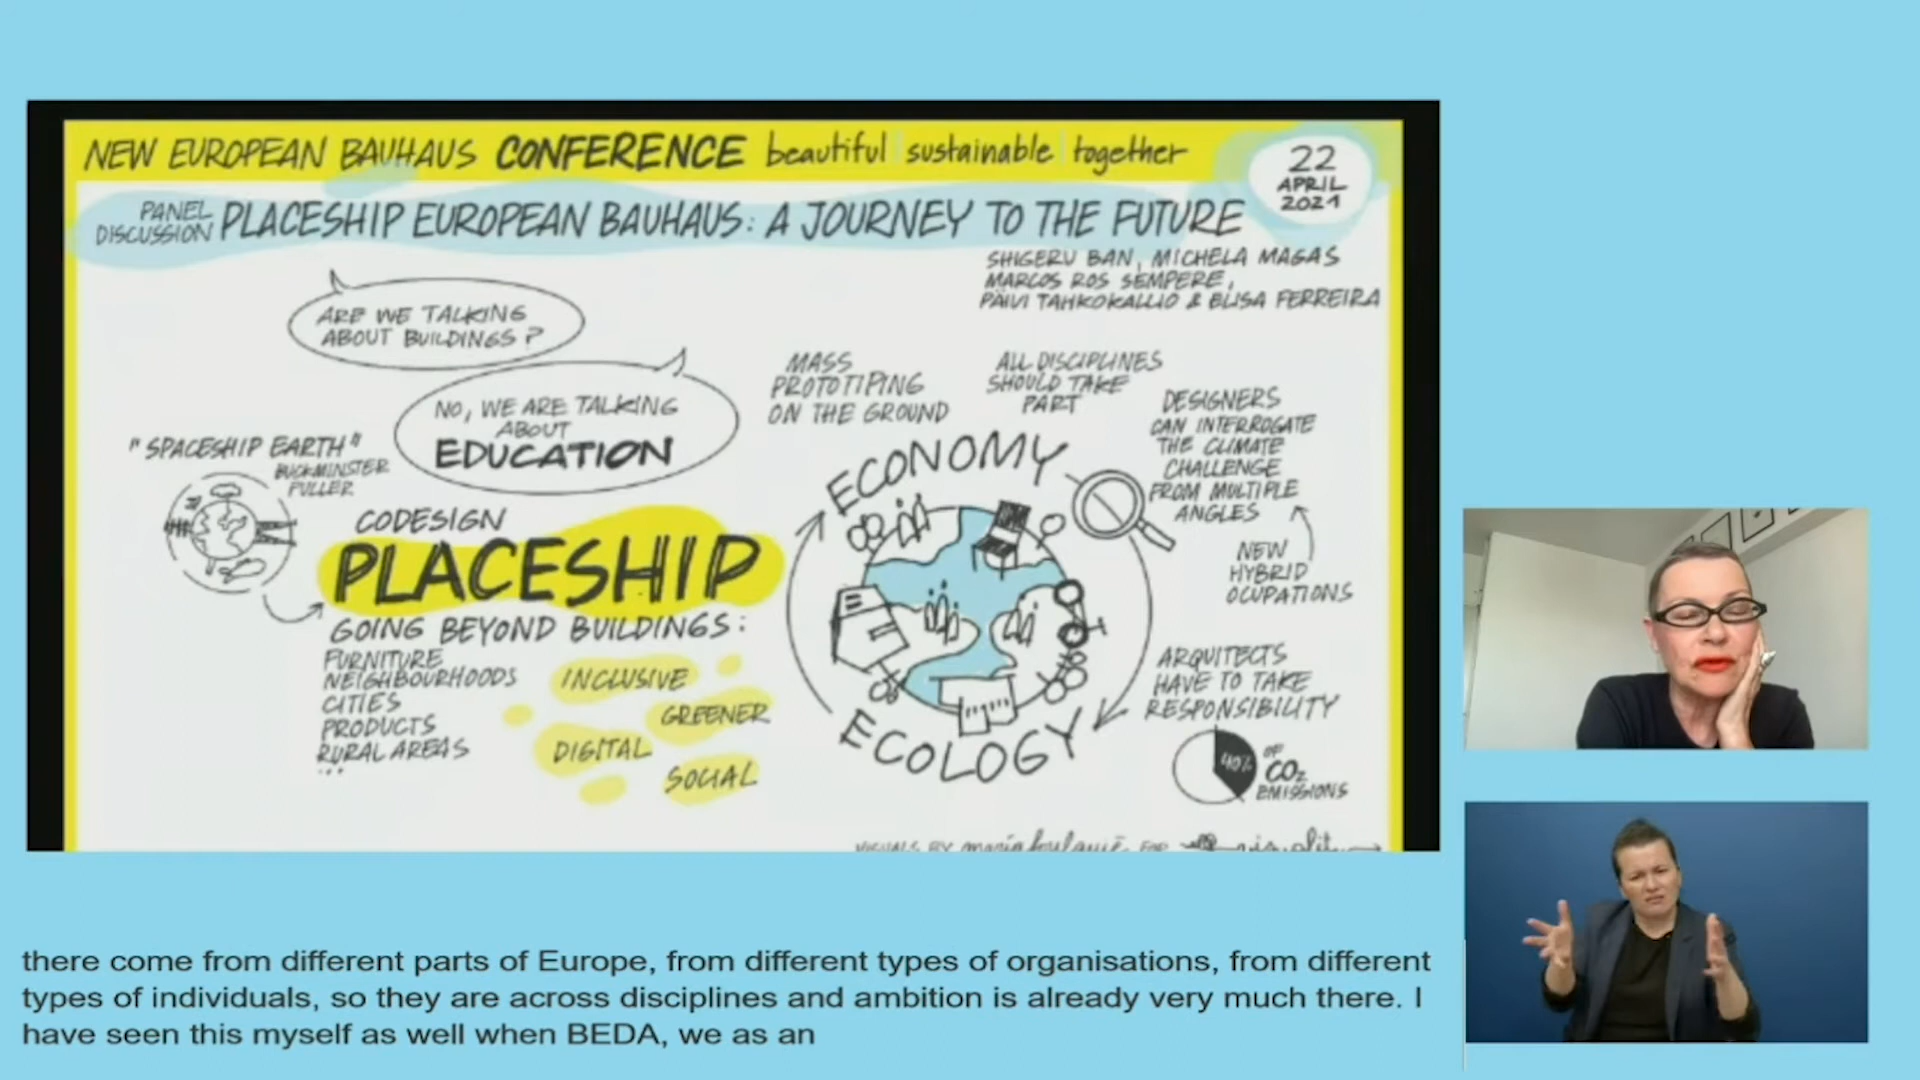 NEW EUROPEAN BAUHAUS CONFERENCE beautiful sustainable together
22
APRIL
2021
PANEL
DISCUSSION
PLACESHIP EUROPEAN BAUHAUS: A JOURNEY TO THE FUTURE
SHIGERU BAN, MICHELA MAGAS
MARCOS ROS SEMPERE,
PÄIVI TAHKOKALLIO & ELISA FERREIRA
ARE WE TALKING
ABOUT BUILDINGS?
NO, WE ARE TALKING
ABOUT
EDUCATION
"SPACESHIP EARTH"
BUCKMINSTER
FULLER
CODESIGN
PLACESHIP
GOING BEYOND BUILDINGS:
FURNITURE
NEIGHBOURHOODS
CITIES
PRODUCTS
RURAL AREAS
...
INCLUSIVE
GREENER
DIGITAL
SOCIAL
MASS
PROTOTIPING
ON THE GROUND
ALL DISCIPLINES
SHOULD TAKE
PART
DESIGNERS
CAN INTERROGATE
THE CLIMATE
CHALLENGE
FROM MULTIPLE
ANGLES
NEW
HYBRID
OCUPATIONS
ECONOMY
ECOLOGY
ARQUITECTS
HAVE TO TAKE
RESPONSIBILITY
40%
OF
CO2
EMISSIONS
VISUALS BY
FOR
there come from different parts of Europe, from different types of organisations, from different
types of individuals, so they are across disciplines and ambition is already very much there. I
have seen this myself as well when BEDA, we as an